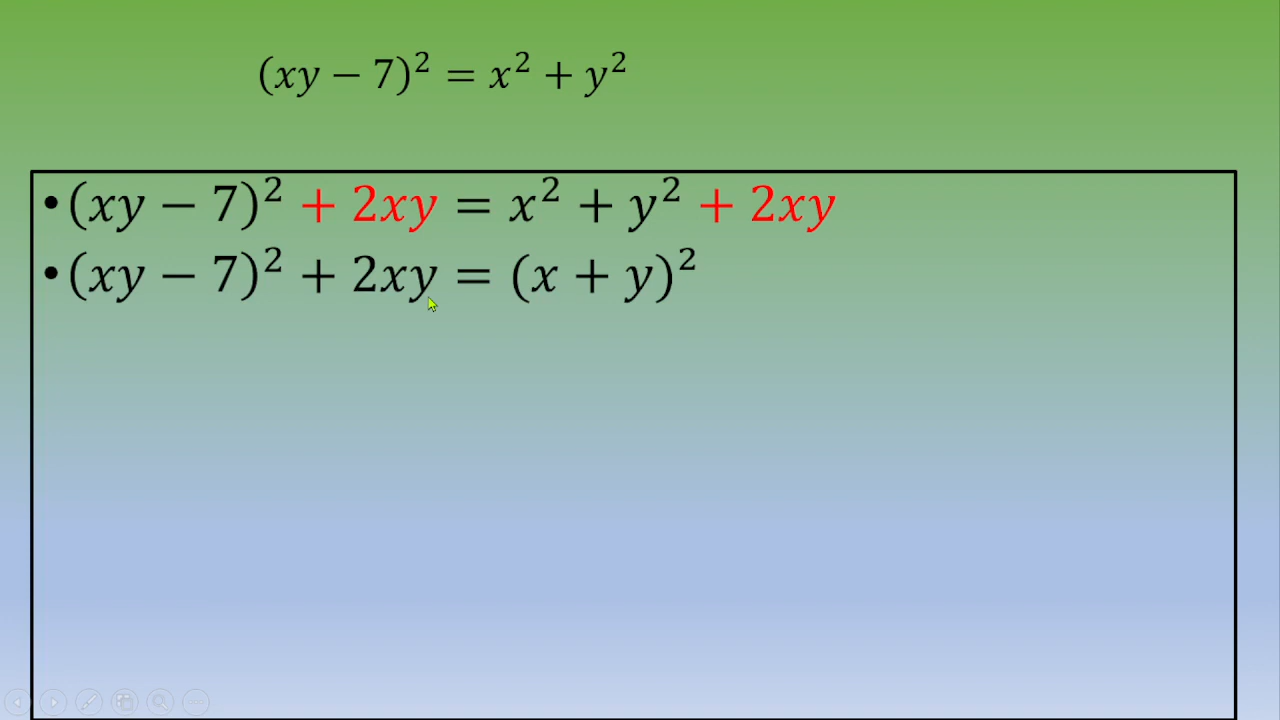 (xy − 7)² = x² + y²
• (xy − 7)² + 2xy = x² + y² + 2xy
• (xy − 7)² + 2xy = (x + y)²